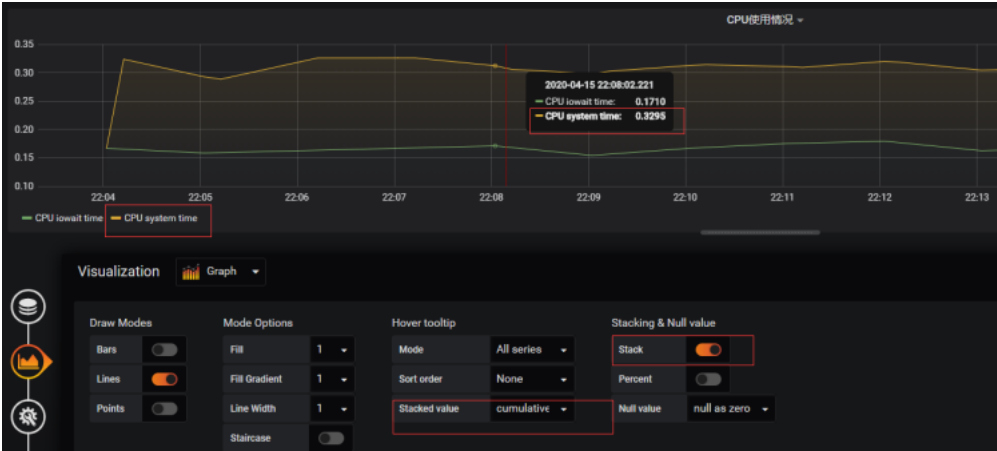 CPU使用情况
0.35
0.30
0.25
0.20
0.15
0.10
2020-04-15 22:08:02.221
CPU iowait time: 0.1710
CPU system time: 0.3295
22:04 22:05 22:06 22:07 22:08 22:09 22:10 22:11 22:12 22:13
CPU iowait time CPU system time
Visualization Graph
Draw Modes Mode Options Hover tooltip Stacking & Null value
Bars Fill 1 Mode All series Stack
Lines Fill Gradient 1 Sort order None Percent
Points Line Width 1 Stacked value cumulative Null value null as zero
Staircase